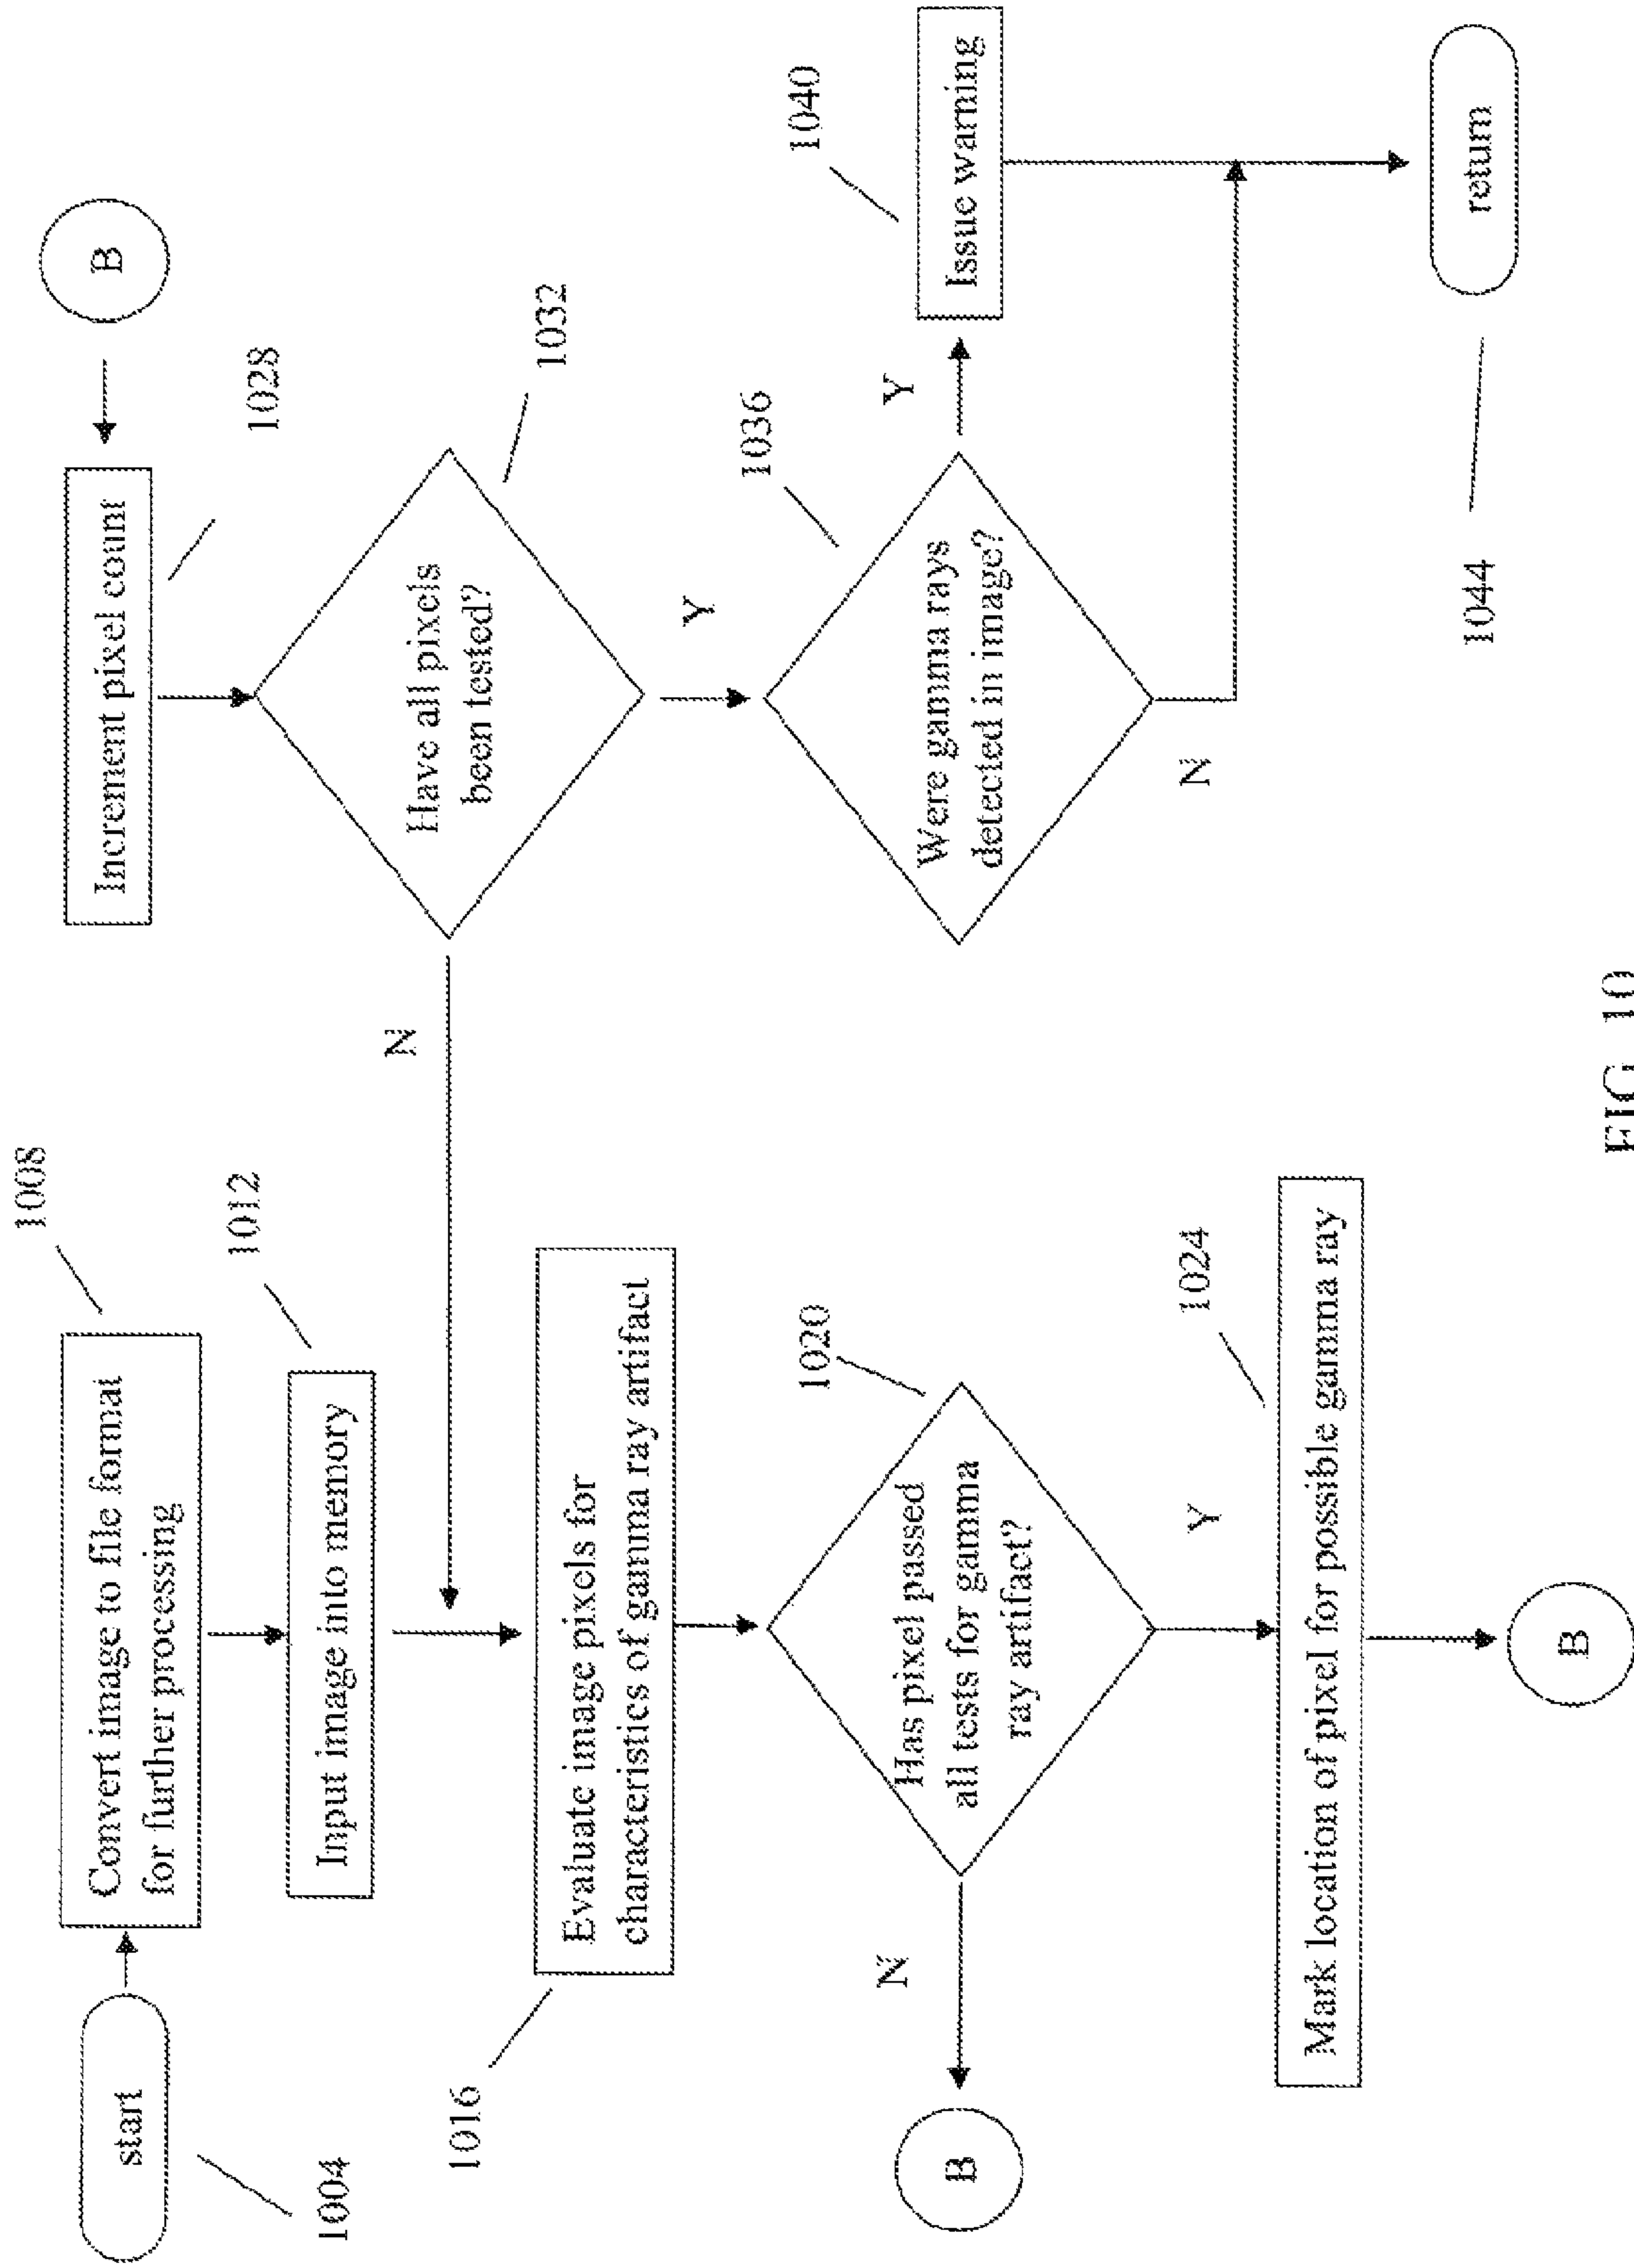 start
1004
Convert image to file format
for further processing
1008
Input image into memory
1012
Evaluate image pixels for
characteristics of gamma ray artifact
1016
Has pixel passed
all tests for gamma
ray artifact?
1020
N
B
Y
Mark location of pixel for possible gamma ray
1024
B
B
Increment pixel count
1028
Have all pixels
been tested?
1032
N
Y
Were gamma rays
detected in image?
1036
Y
Issue warning
1040
N
return
1044
FIG. 10